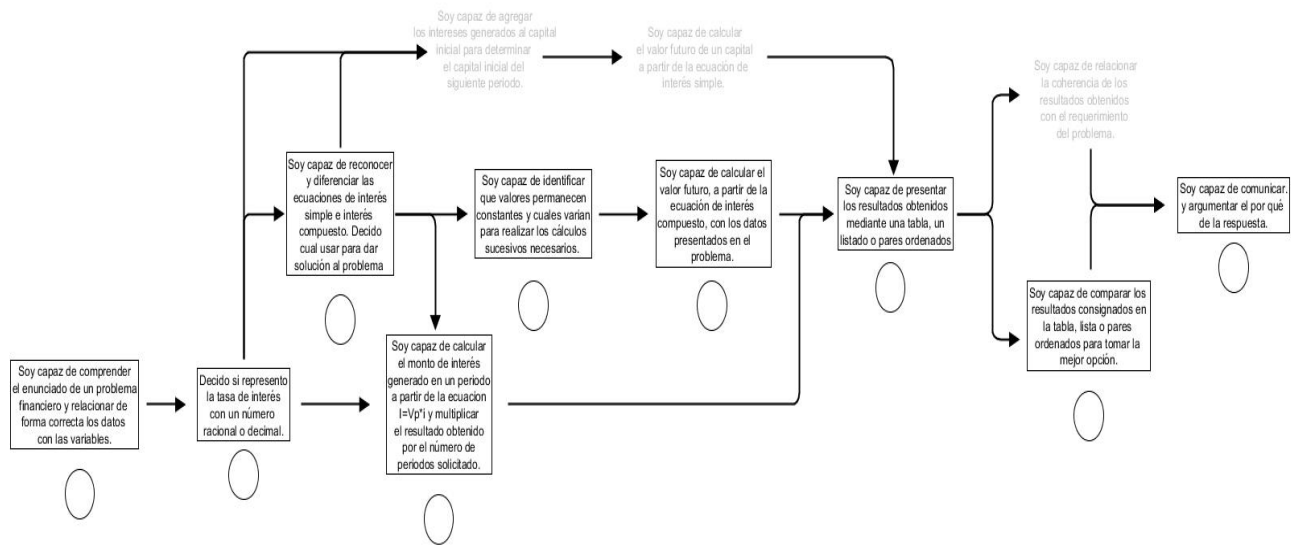 Soy capaz de agregar
los intereses generados al capital
inicial para determinar
el capital inicial del
siguiente periodo.
Soy capaz de calcular
el valor futuro de un capital
a partir de la ecuación de
interés simple.
Soy capaz de relacionar
la coherencia de los
resultados obtenidos
con el requerimiento
del problema.
Soy capaz de reconocer
y diferenciar las
ecuaciones de interés
simple e interés
compuesto. Decido
cual usar para dar
solución al problema
Soy capaz de identificar
que valores permanecen
constantes y cuales varian
para realizar los cálculos
sucesivos necesarios.
Soy capaz de calcular el
valor futuro, a partir de la
ecuación de interés
compuesto, con los datos
presentados en el
problema.
Soy capaz de presentar
los resultados obtenidos
mediante una tabla, un
listado o pares ordenados
Soy capaz de comunicar.
y argumentar el por qué
de la respuesta.
Soy capaz de comparar los
resultados consignados en
la tabla, lista o pares
ordenados para tomar la
mejor opción.
Soy capaz de comprender
el enunciado de un problema
financiero y relacionar de
forma correcta los datos
con las variables.
Decido si represento
la tasa de interés
con un número
racional o decimal.
Soy capaz de calcular
el monto de interés
generado en un periodo
a partir de la ecuacion
I=Vp*i y multiplicar
el resultado obtenido
por el número de
periodos solicitado.